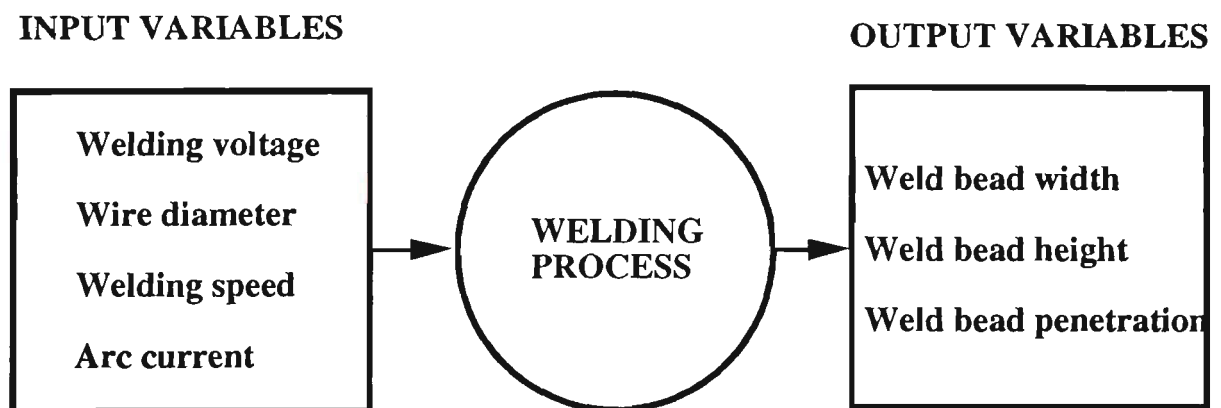 INPUT VARIABLES
Welding voltage
Wire diameter
Welding speed
Arc current
WELDING
PROCESS
OUTPUT VARIABLES
Weld bead width
Weld bead height
Weld bead penetration